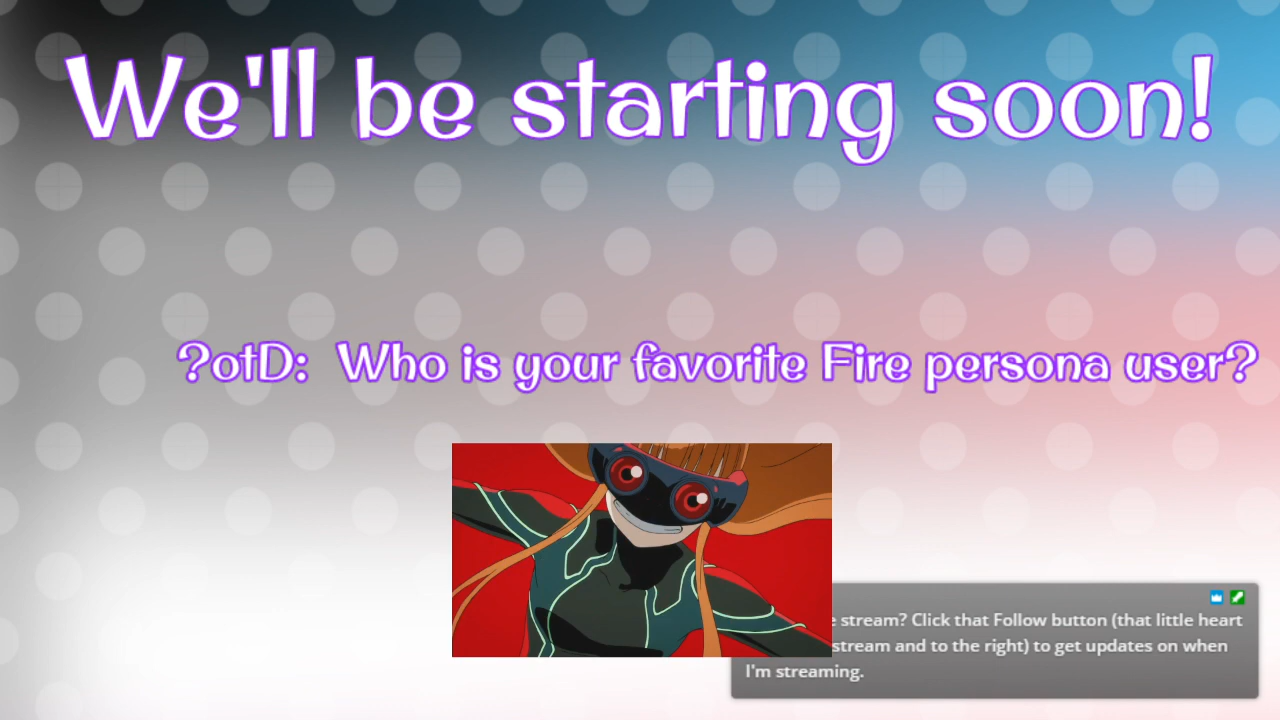 We'll be starting soon!
?otD: Who is your favorite Fire persona user?
stream? Click that Follow button (that little heart
stream and to the right) to get updates on when
I'm streaming.